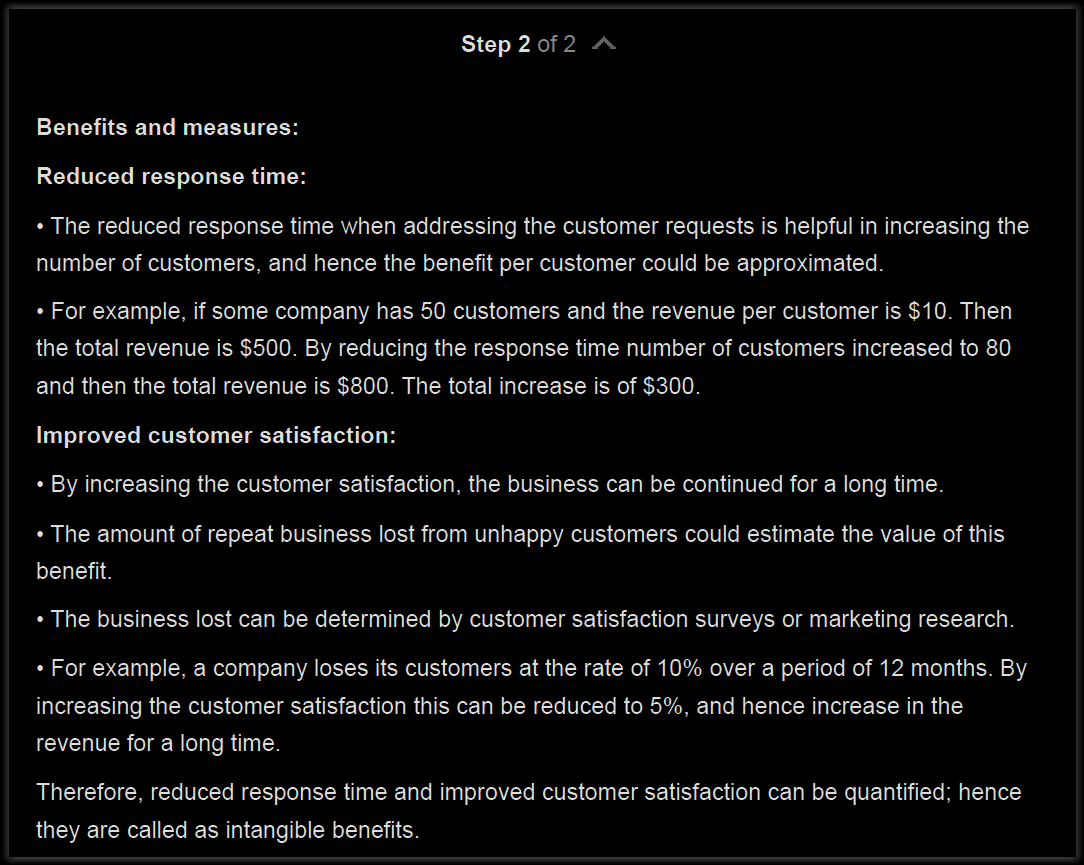 Step 2 of 2
Benefits and measures:
Reduced response time:
• The reduced response time when addressing the customer requests is helpful in increasing the
number of customers, and hence the benefit per customer could be approximated.
• For example, if some company has 50 customers and the revenue per customer is $10. Then
the total revenue is $500. By reducing the response time number of customers increased to 80
and then the total revenue is $800. The total increase is of $300.
Improved customer satisfaction:
• By increasing the customer satisfaction, the business can be continued for a long time.
• The amount of repeat business lost from unhappy customers could estimate the value of this
benefit.
• The business lost can be determined by customer satisfaction surveys or marketing research.
• For example, a company loses its customers at the rate of 10% over a period of 12 months. By
increasing the customer satisfaction this can be reduced to 5%, and hence increase in the
revenue for a long time.
Therefore, reduced response time and improved customer satisfaction can be quantified; hence
they are called as intangible benefits.